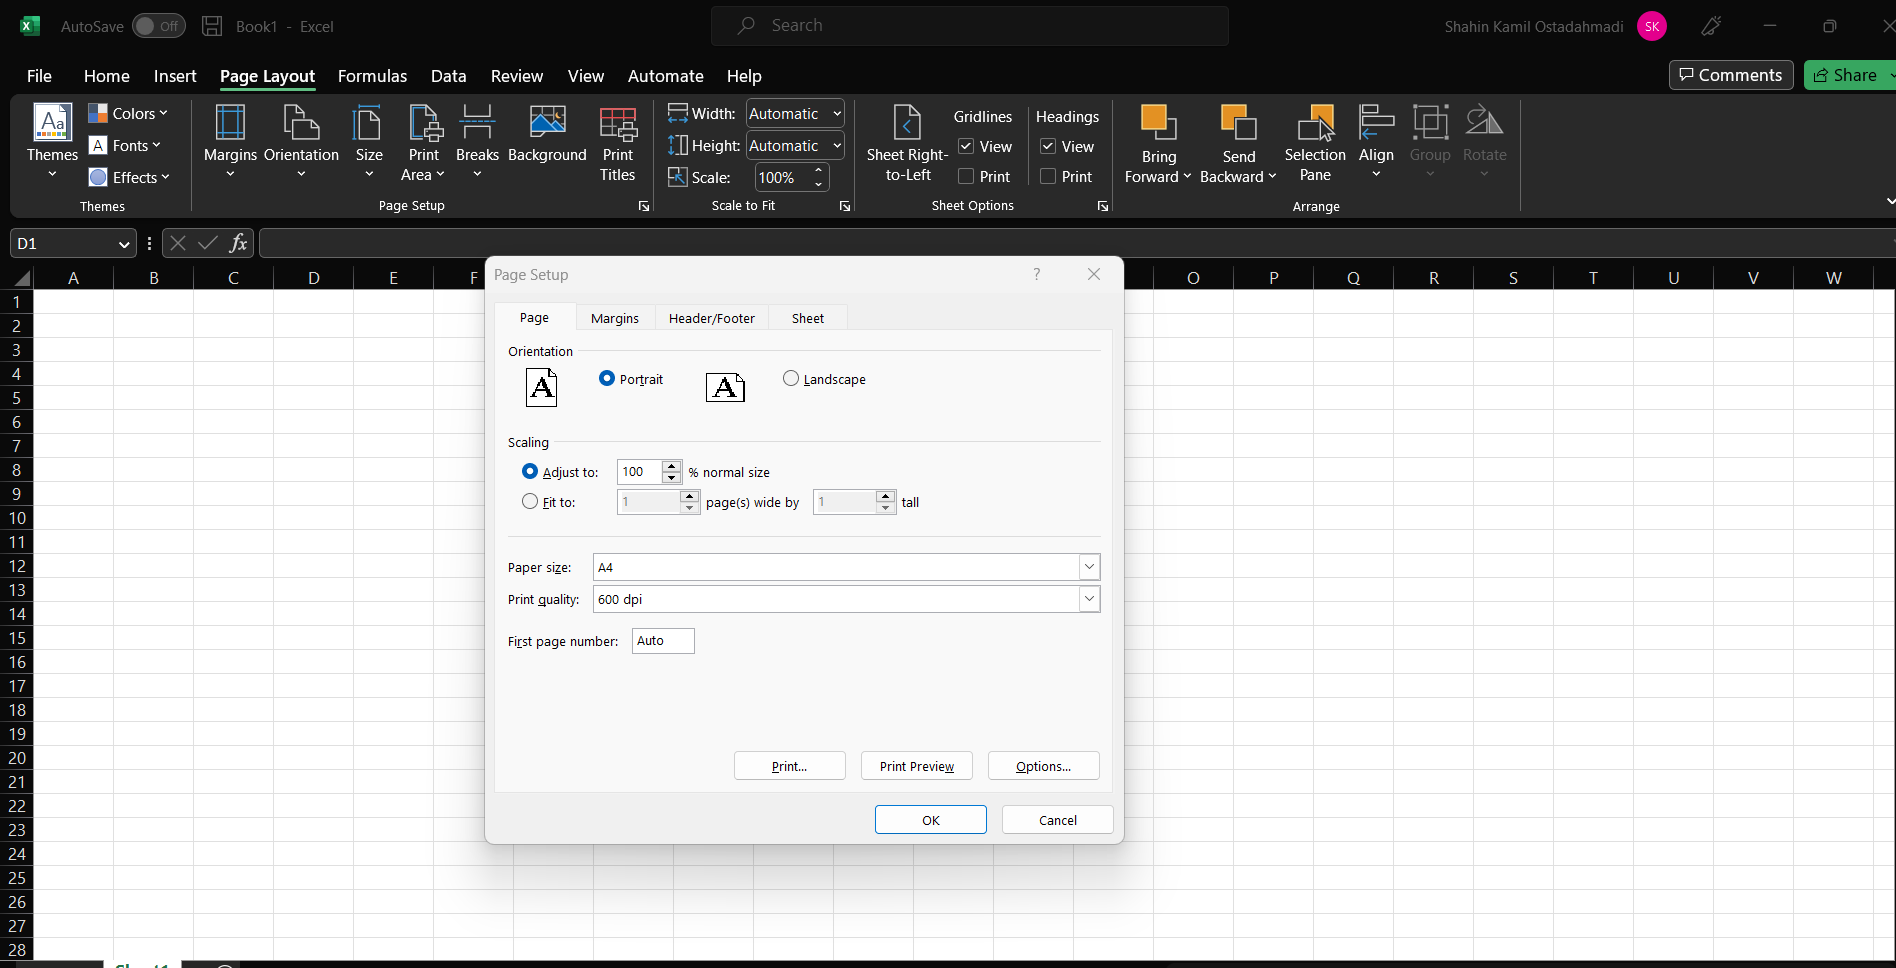 AutoSave Off Book1 - Excel Search Shahin Kamil Ostadahmadi SK
File Home Insert Page Layout Formulas Data Review View Automate Help Comments Share
Themes
Colors
Fonts
Effects
Themes
Margins Orientation Size Print Area Breaks Background Print Titles
Page Setup
Width: Automatic
Height: Automatic
Scale: 100%
Scale to Fit
Sheet Right-to-Left
Gridlines Headings
View View
Print Print
Sheet Options
Bring Forward Send Backward Selection Pane Align Group Rotate
Arrange
D1 fx
A B C D E F O P Q R S T U V W
Page Setup ?
Page Margins Header/Footer Sheet
Orientation
A Portrait A Landscape
Scaling
Adjust to: 100 % normal size
Fit to: 1 page(s) wide by 1 tall
Paper size: A4
Print quality: 600 dpi
First page number: Auto
Print... Print Preview Options...
OK Cancel
1
2
3
4
5
6
7
8
9
10
11
12
13
14
15
16
17
18
19
20
21
22
23
24
25
26
27
28